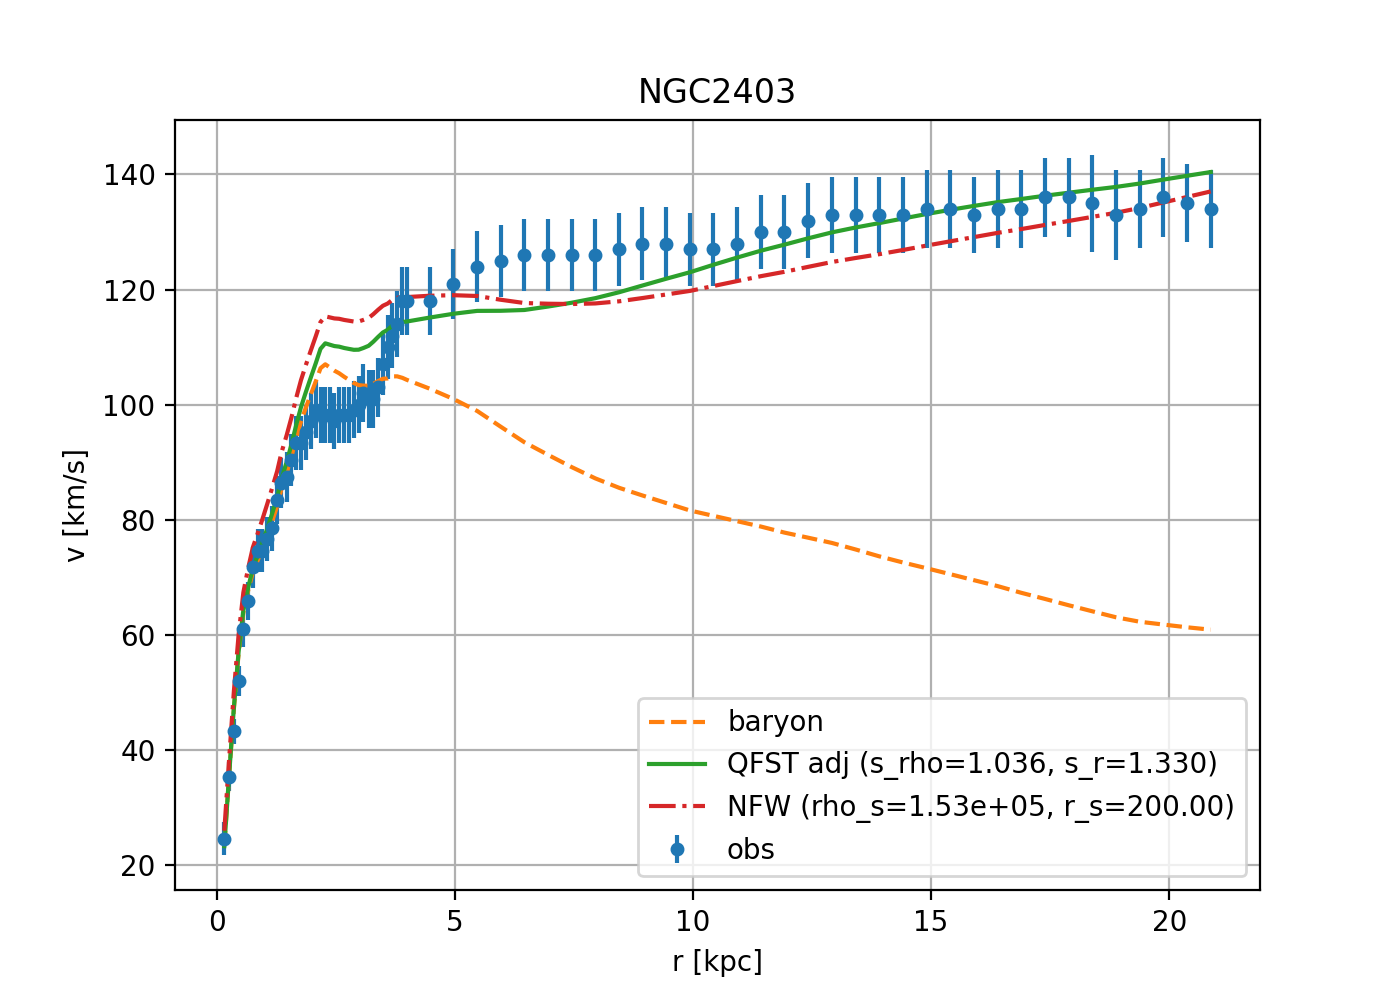 NGC2403
140
120
100
80
60
40
20
v [km/s]
baryon
QFST adj (s_rho=1.036, s_r=1.330)
NFW (rho_s=1.53e+05, r_s=200.00)
obs
0 5 10 15 20
r [kpc]